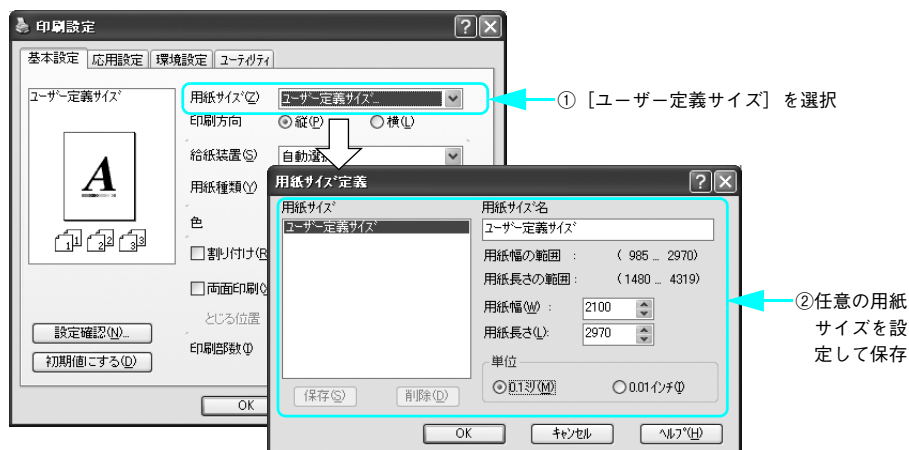 印刷設定
基本設定 応用設定 環境設定 ユーティリティ
ユーザー定義サイズ
A
1 1 2 2 3 3
設定確認(N)...
初期値にする(D)
用紙サイズ(Z) ユーザー定義サイズ...
印刷方向 縦(P) 横(L)
給紙装置(S) 自動選
用紙種類(Y)
色
割り付け(R
両面印刷(
とじる位置
印刷部数(I)
OK
① [ユーザー定義サイズ] を選択
用紙サイズ定義
用紙サイズ
ユーザー定義サイズ
保存(S) 削除(D)
用紙サイズ名
ユーザー定義サイズ
用紙幅の範囲 : ( 985 ... 2970)
用紙長さの範囲 : (1480 ... 4319)
用紙幅(W) : 2100
用紙長さ(L): 2970
単位
0.1ミリ(M) 0.01インチ(I)
OK キャンセル ヘルプ(H)
②任意の用紙
サイズを設
定して保存